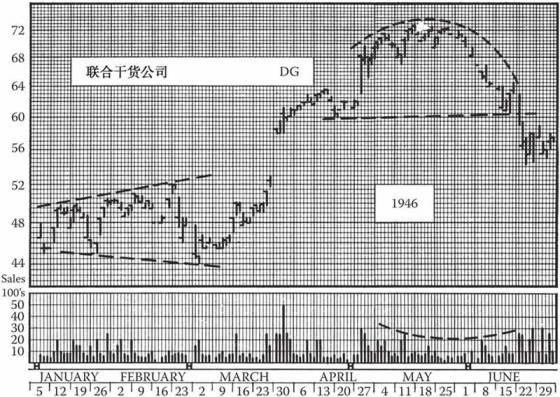 72
68
联合干货公司 DG
64
60
56
52
1946
48
44
Sales
100's
50
40
30
20
10
JANUARY FEBRUARY MARCH APRIL MAY JUNE
5 12 19 26 2 9 16 23 2 9 16 23 30 6 13 20 27 4 11 18 25 1 8 15 22 29